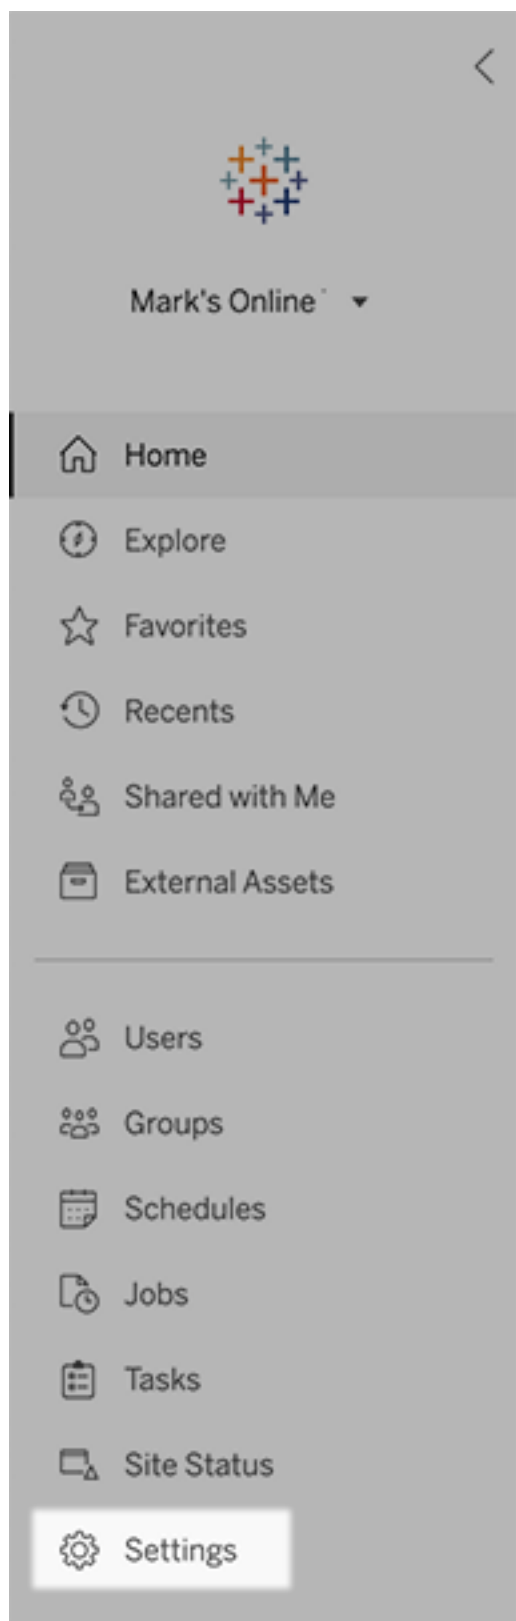 Mark's Online
Home
Explore
Favorites
Recents
Shared with Me
External Assets
Users
Groups
Schedules
Jobs
Tasks
Site Status
Settings